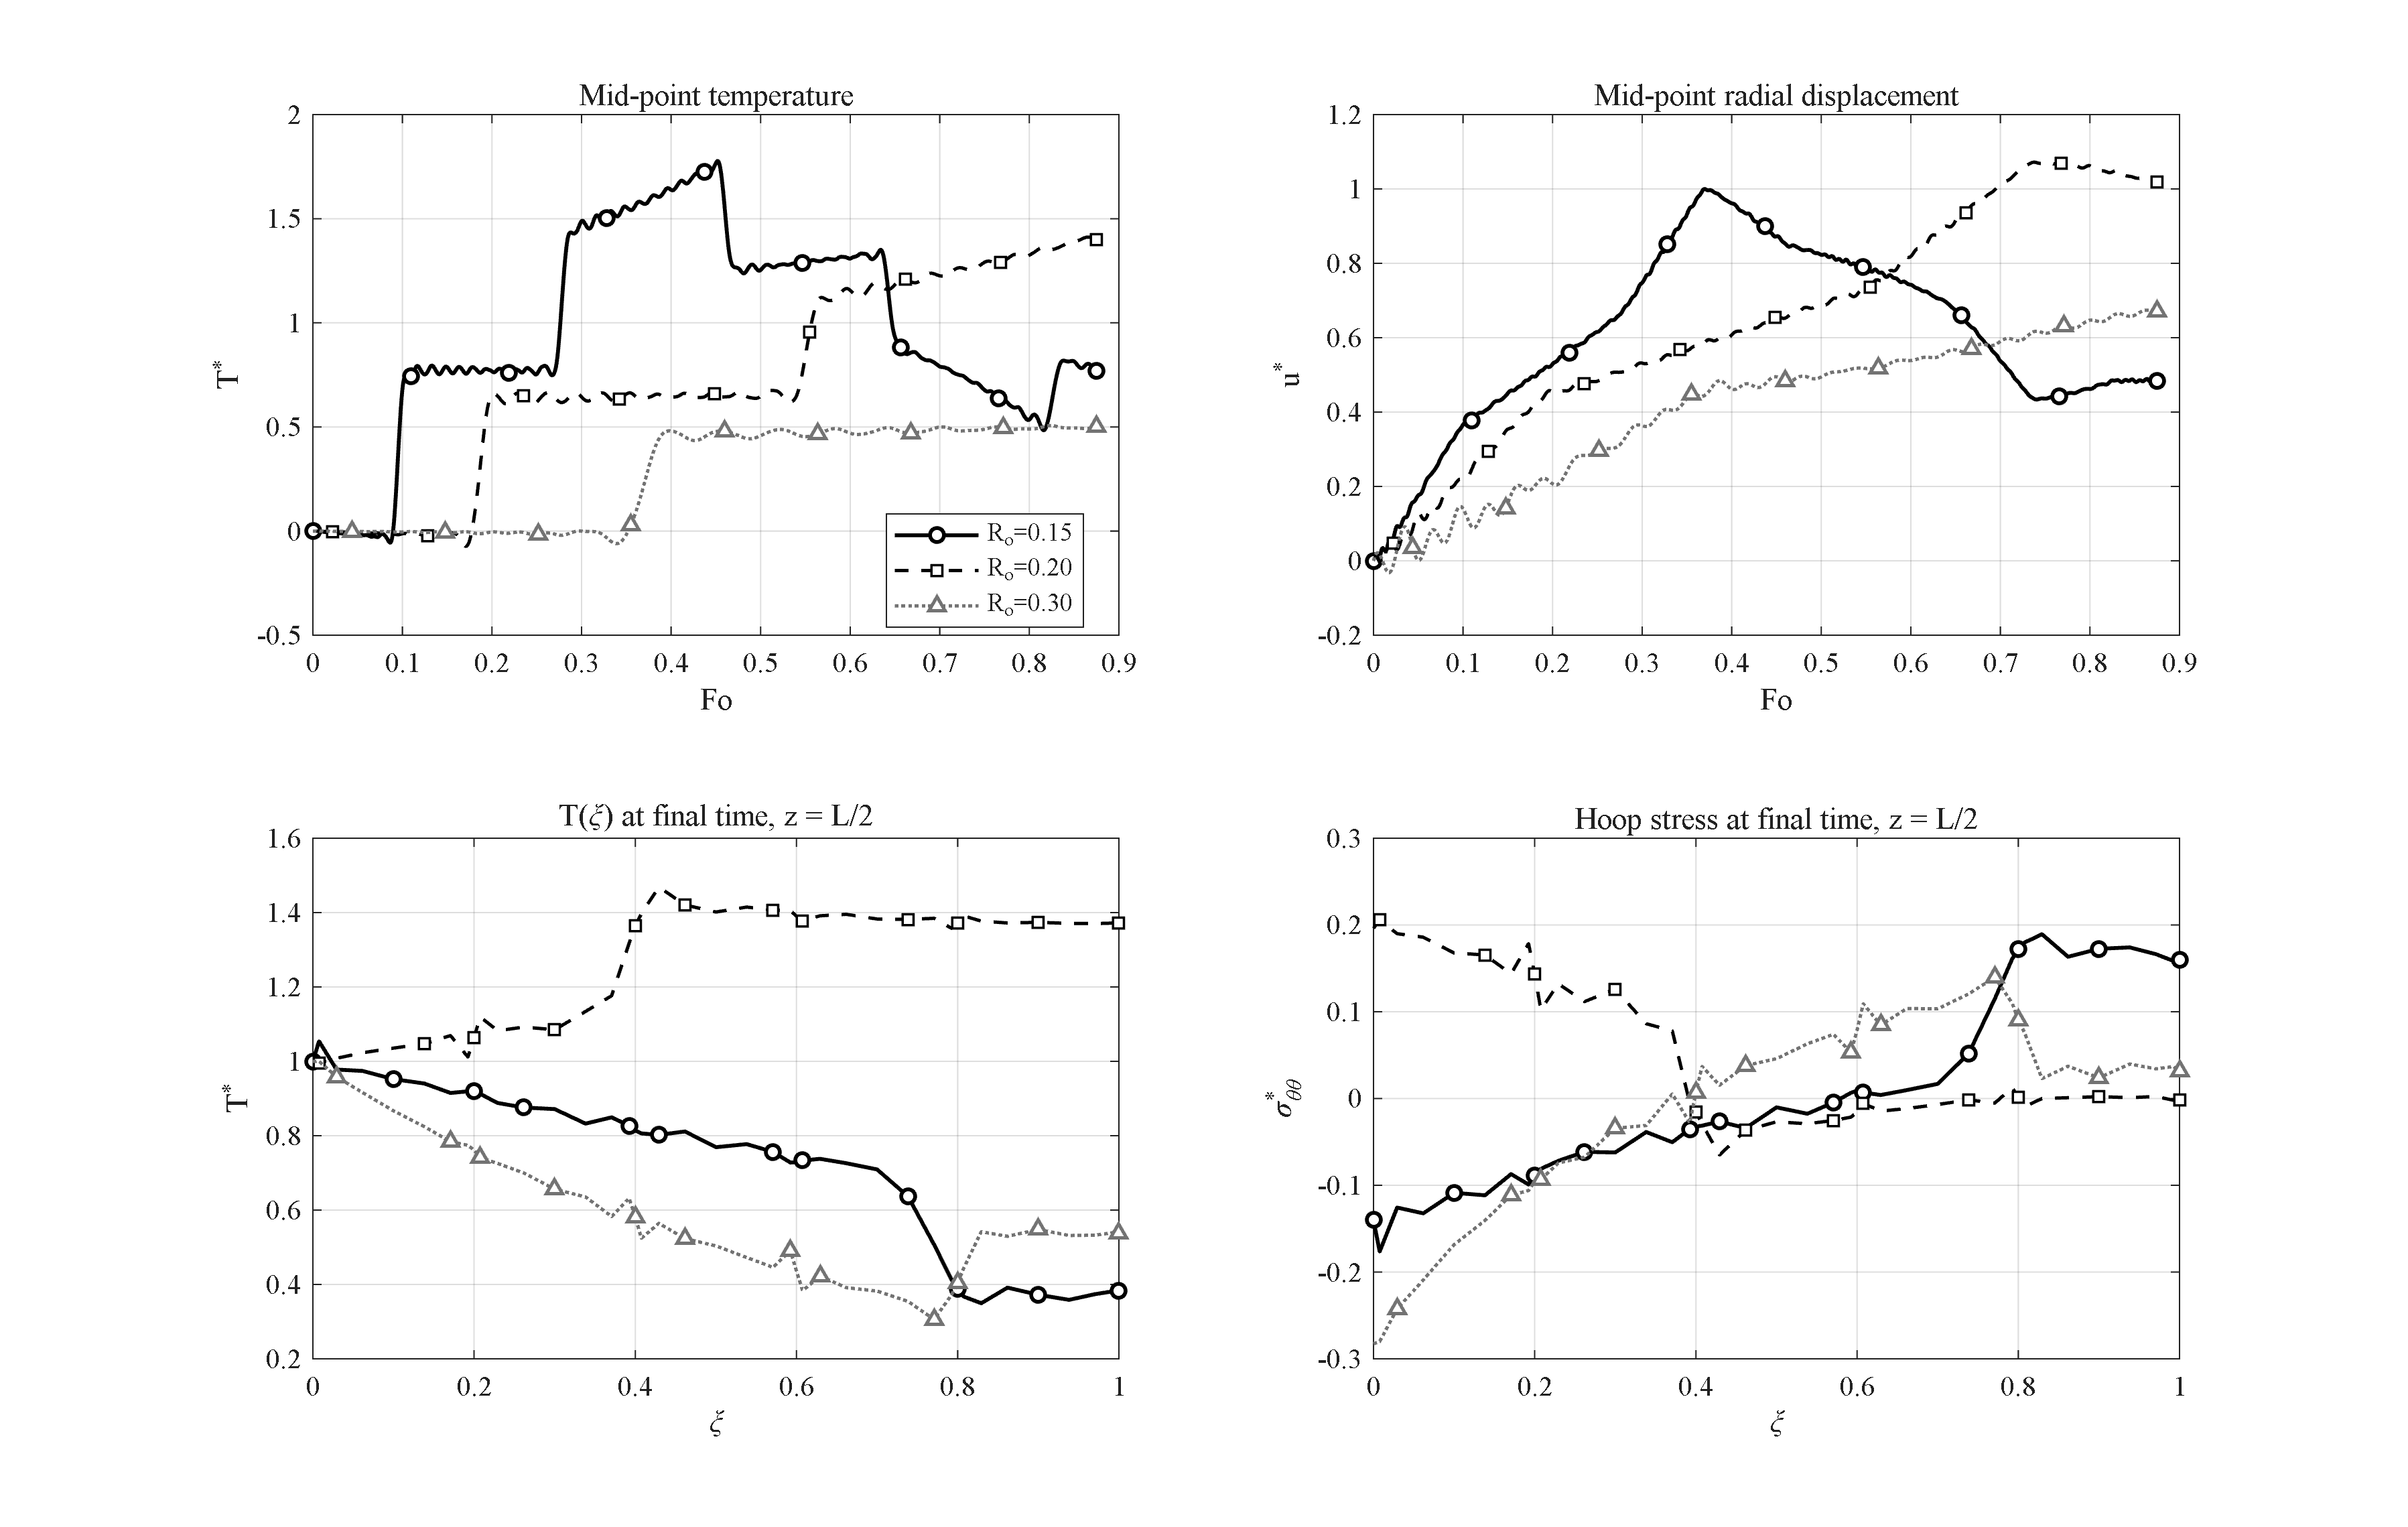 Mid-point temperature
2
1.5
1
0.5
0
-0.5
T*
0 0.1 0.2 0.3 0.4 0.5 0.6 0.7 0.8 0.9
Fo
Rₒ=0.15
Rₒ=0.20
Rₒ=0.30
Mid-point radial displacement
1.2
1
0.8
0.6
0.4
0.2
0
-0.2
u*
0 0.1 0.2 0.3 0.4 0.5 0.6 0.7 0.8 0.9
Fo
T(ξ) at final time, z = L/2
1.6
1.4
1.2
1
0.8
0.6
0.4
0.2
T*
0 0.2 0.4 0.6 0.8 1
ξ
Hoop stress at final time, z = L/2
0.3
0.2
0.1
0
-0.1
-0.2
-0.3
σ*θθ
0 0.2 0.4 0.6 0.8 1
ξ